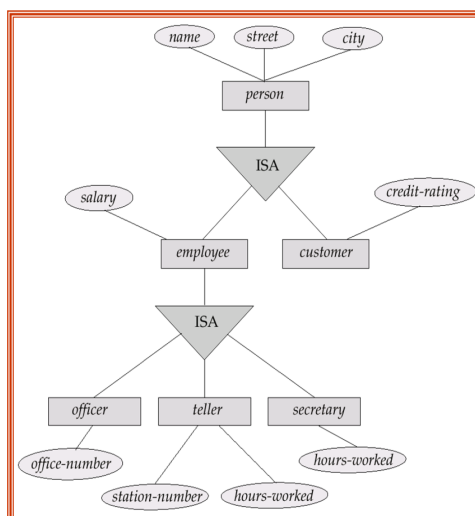 name street city
person
ISA
credit-rating
salary
employee customer
ISA
officer teller secretary
office-number hours-worked
station-number hours-worked